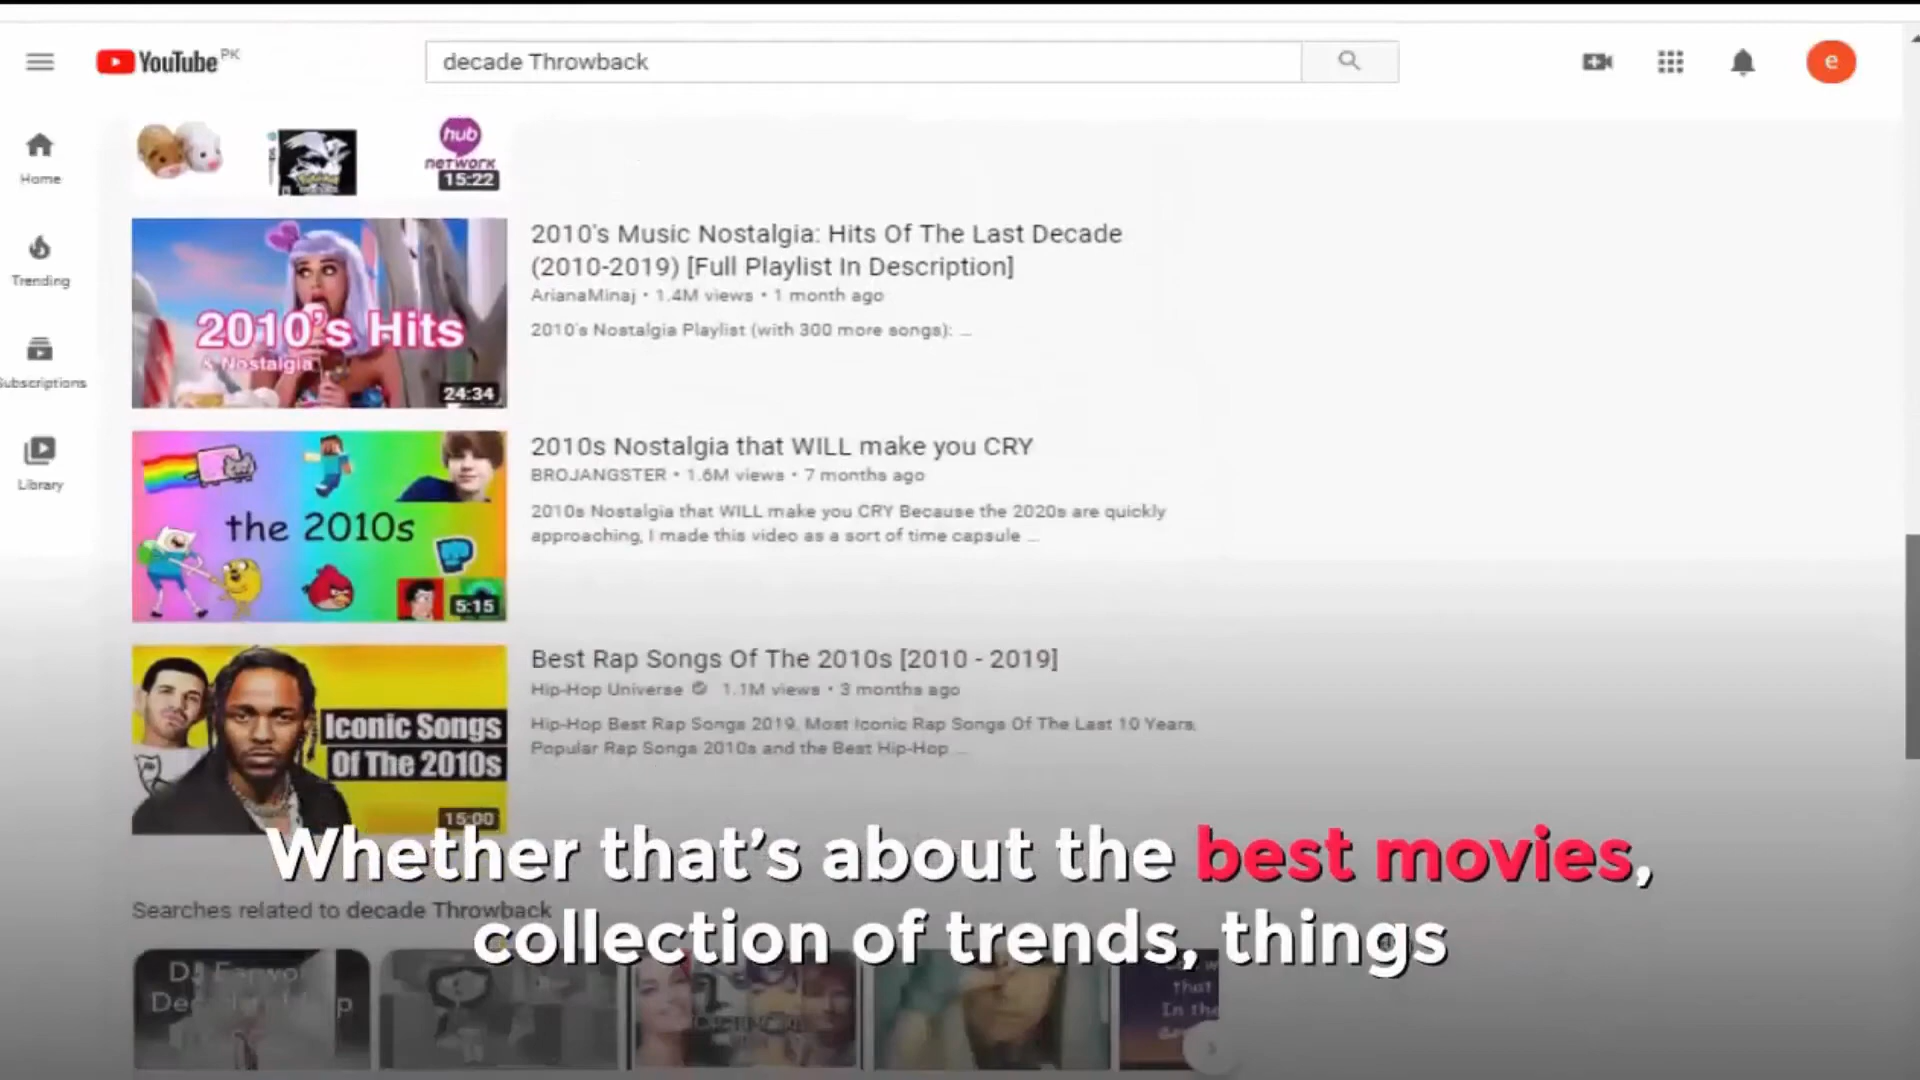 YouTube PK
decade Throwback
e
Home
Trending
Subscriptions
Library
hub
network
15:22
2010's Hits
& Nostalgia
24:34
2010's Music Nostalgia: Hits Of The Last Decade
(2010-2019) [Full Playlist In Description]
ArianaMinaj • 1.4M views • 1 month ago
2010's Nostalgia Playlist (with 300 more songs): ...
the 2010s
5:15
2010s Nostalgia that WILL make you CRY
BROJANGSTER • 1.6M views • 7 months ago
2010s Nostalgia that WILL make you CRY Because the 2020s are quickly
approaching, I made this video as a sort of time capsule ...
Iconic Songs
Of The 2010s
15:00
Best Rap Songs Of The 2010s [2010 - 2019]
Hip-Hop Universe 1.1M views • 3 months ago
Hip-Hop Best Rap Songs 2019, Most Iconic Rap Songs Of The Last 10 Years.
Popular Rap Songs 2010s and the Best Hip-Hop ...
Whether that's about the best movies,
collection of trends, things
Searches related to decade Throwback
that
In the